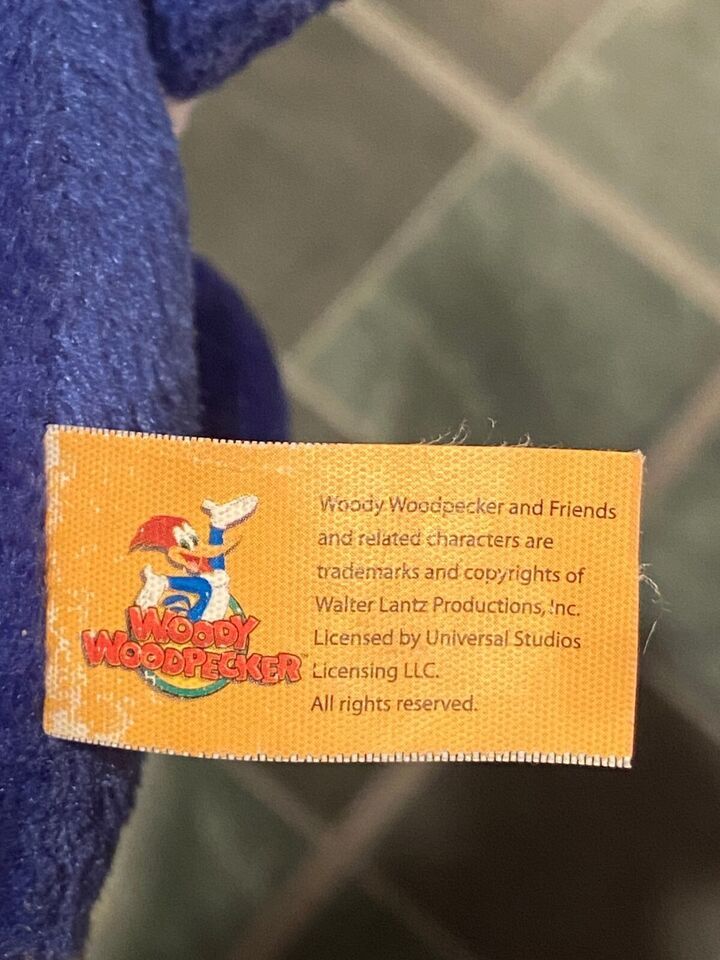 WOODY
WOODPECKER™
Woody Woodpecker and Friends
and related characters are
trademarks and copyrights of
Walter Lantz Productions, Inc.
Licensed by Universal Studios
Licensing LLC.
All rights reserved.